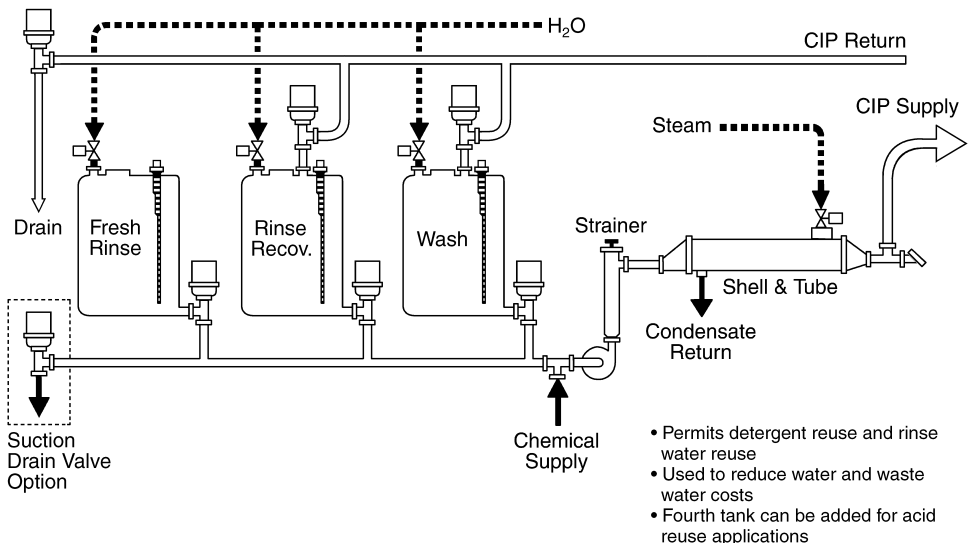 H₂O
CIP Return
CIP Supply
Steam
Drain
Fresh
Rinse
Rinse
Recov.
Wash
Strainer
Shell & Tube
Condensate
Return
Suction
Drain Valve
Option
Chemical
Supply
• Permits detergent reuse and rinse
water reuse
• Used to reduce water and waste
water costs
• Fourth tank can be added for acid
reuse applications